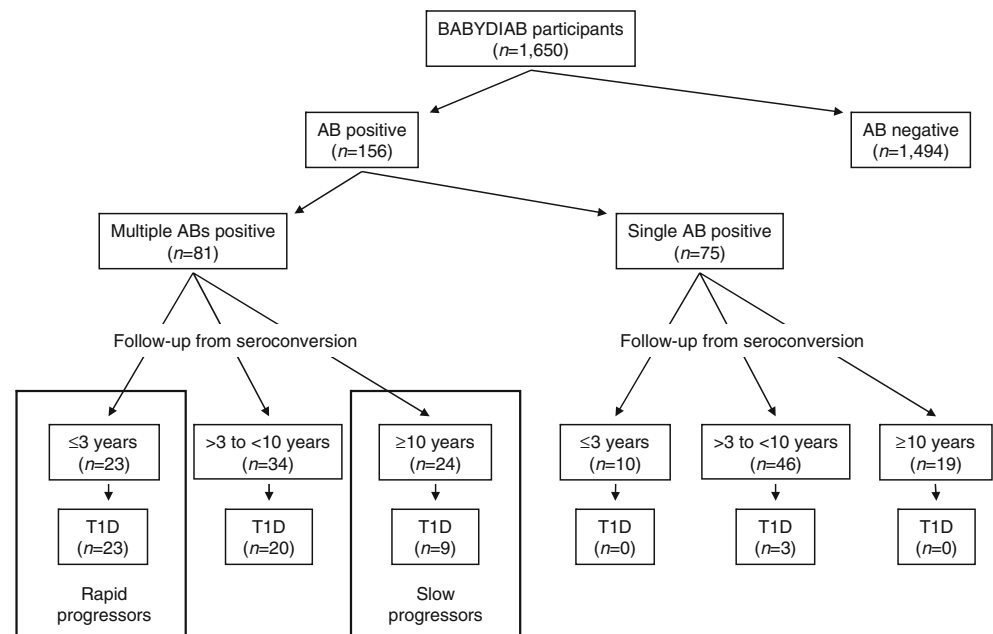 BABYDIAB participants
(n=1,650)
AB positive
(n=156)
AB negative
(n=1,494)
Multiple ABs positive
(n=81)
Single AB positive
(n=75)
Follow-up from seroconversion
Follow-up from seroconversion
≤3 years
(n=23)
>3 to <10 years
(n=34)
≥10 years
(n=24)
≤3 years
(n=10)
>3 to <10 years
(n=46)
≥10 years
(n=19)
T1D
(n=23)
T1D
(n=20)
T1D
(n=9)
T1D
(n=0)
T1D
(n=3)
T1D
(n=0)
Rapid
progressors
Slow
progressors